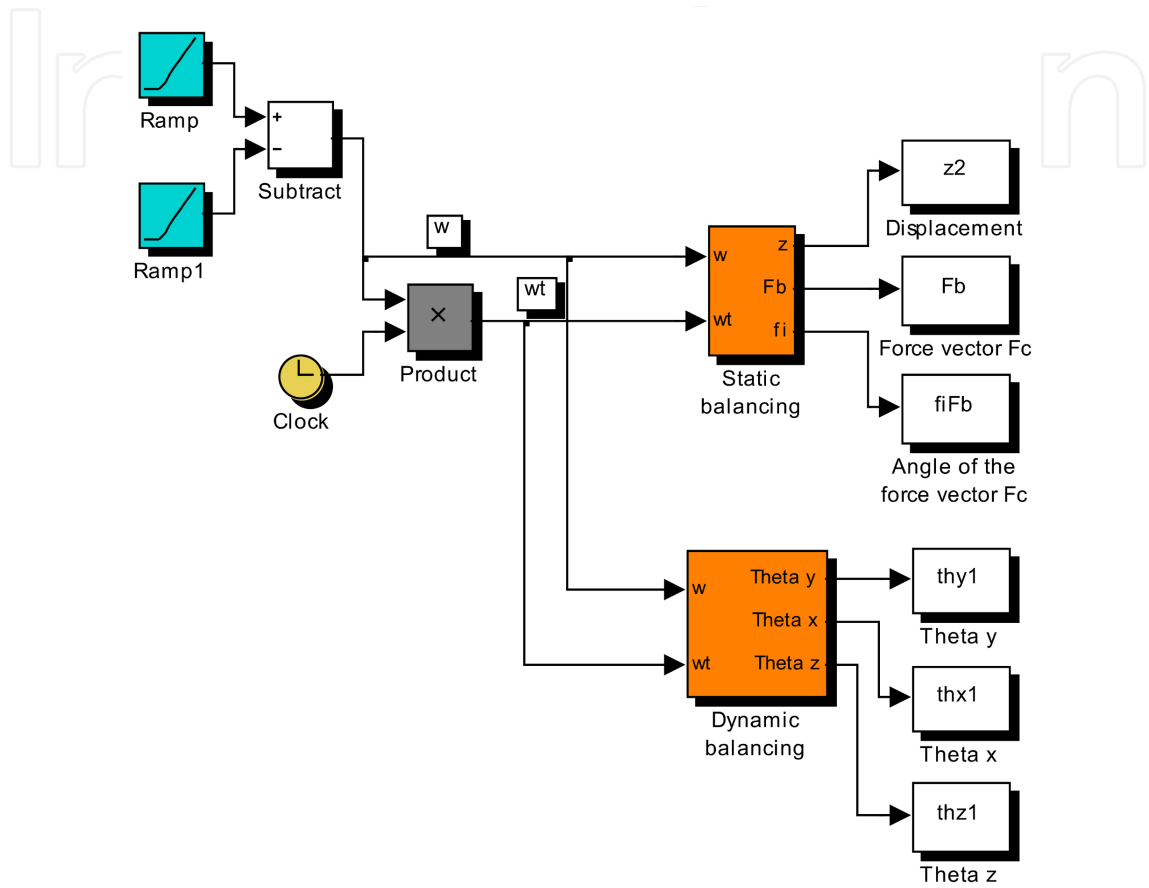 Ramp
+
−
Subtract
Ramp1
w
wt
×
Product
Clock
w
wt
z
Fb
fi
Static
balancing
z2
Displacement
Fb
Force vector Fc
fiFb
Angle of the
force vector Fc
w
wt
Theta y
Theta x
Theta z
Dynamic
balancing
thy1
Theta y
thx1
Theta x
thz1
Theta z